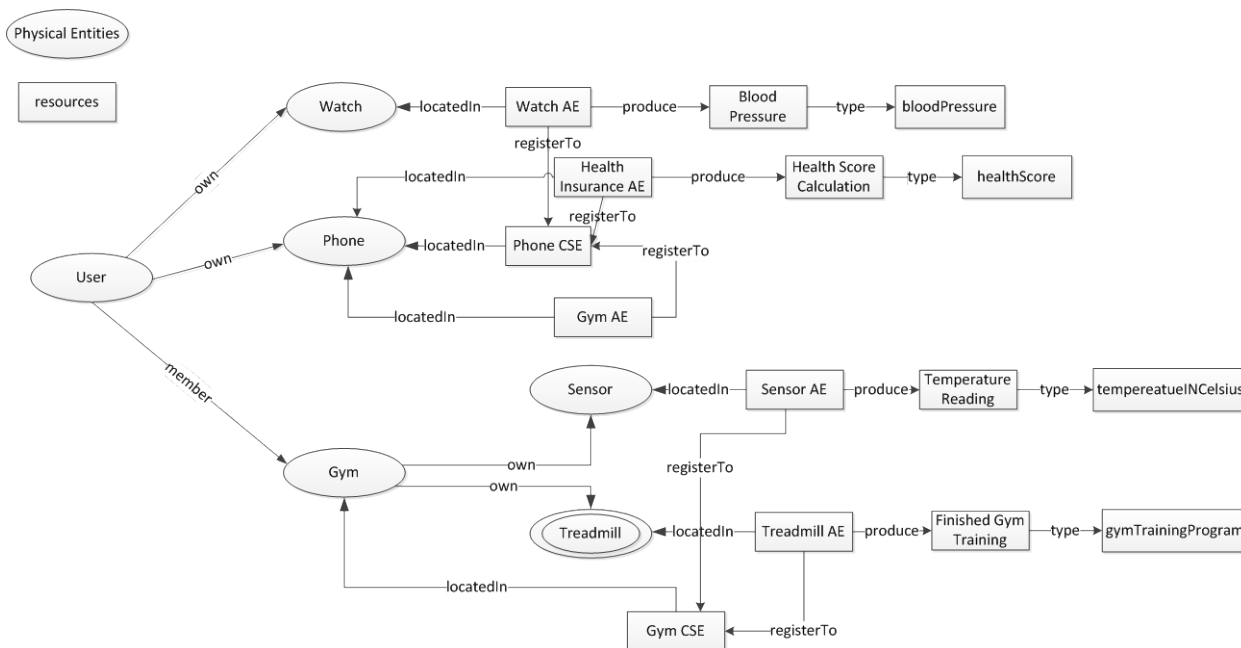 Physical Entities
resources
Watch
locatedIn
Watch AE
produce
Blood
Pressure
type
bloodPressure
registerTo
own
locatedIn
Health
Insurance AE
produce
Health Score
Calculation
type
healthScore
registerTo
Phone
locatedIn
Phone CSE
registerTo
own
User
locatedIn
Gym AE
member
Sensor
locatedIn
Sensor AE
produce
Temperature
Reading
type
tempereatueINCelsius
registerTo
Gym
own
own
Treadmill
locatedIn
Treadmill AE
produce
Finished Gym
Training
type
gymTrainingProgram
locatedIn
Gym CSE
registerTo